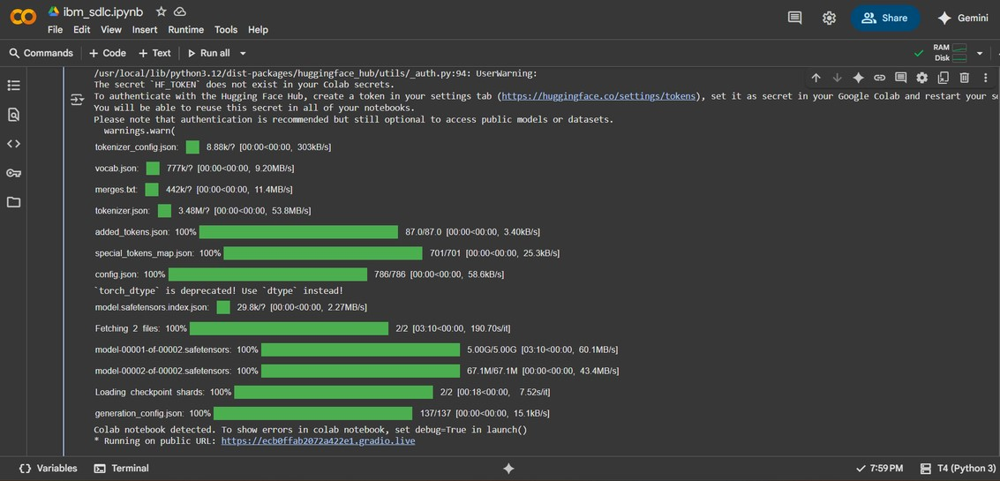 ibm_sdlc.ipynb
File Edit View Insert Runtime Tools Help
Share
Gemini
Commands + Code + Text Run all
RAM
Disk
/usr/local/lib/python3.12/dist-packages/huggingface_hub/utils/_auth.py:94: UserWarning:
The secret `HF_TOKEN` does not exist in your Colab secrets.
To authenticate with the Hugging Face Hub, create a token in your settings tab (https://huggingface.co/settings/tokens), set it as secret in your Google Colab and restart your
You will be able to reuse this secret in all of your notebooks.
Please note that authentication is recommended but still optional to access public models or datasets.
warnings.warn(
tokenizer_config.json: 8.88k/? [00:00<00:00, 303kB/s]
vocab.json: 777k/? [00:00<00:00, 9.20MB/s]
merges.txt: 442k/? [00:00<00:00, 11.4MB/s]
tokenizer.json: 3.48M/? [00:00<00:00, 53.8MB/s]
added_tokens.json: 100% 87.0/87.0 [00:00<00:00, 3.40kB/s]
special_tokens_map.json: 100% 701/701 [00:00<00:00, 25.3kB/s]
config.json: 100% 786/786 [00:00<00:00, 58.6kB/s]
`torch_dtype` is deprecated! Use `dtype` instead!
model.safetensors.index.json: 29.8k/? [00:00<00:00, 2.27MB/s]
Fetching 2 files: 100% 2/2 [03:10<00:00, 190.70s/it]
model-00001-of-00002.safetensors: 100% 5.00G/5.00G [03:10<00:00, 60.1MB/s]
model-00002-of-00002.safetensors: 100% 67.1M/67.1M [00:00<00:00, 43.4MB/s]
Loading checkpoint shards: 100% 2/2 [00:18<00:00, 7.52s/it]
generation_config.json: 100% 137/137 [00:00<00:00, 15.1kB/s]
Colab notebook detected. To show errors in colab notebook, set debug=True in launch()
* Running on public URL: https://ecb0ffab2072a422e1.gradio.live
Variables Terminal 7:59 PM T4 (Python 3)